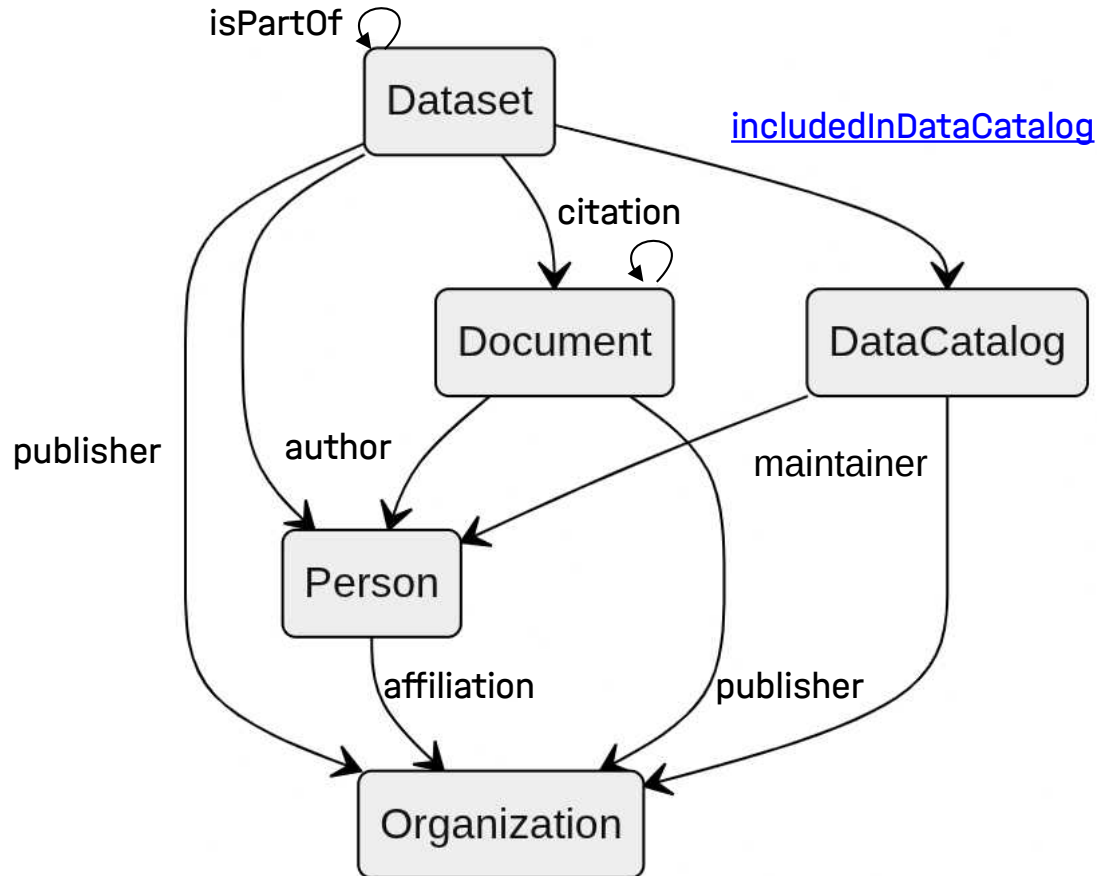 isPartOf
Dataset
includedInDataCatalog
citation
Document
DataCatalog
publisher
author
maintainer
Person
affiliation
publisher
Organization